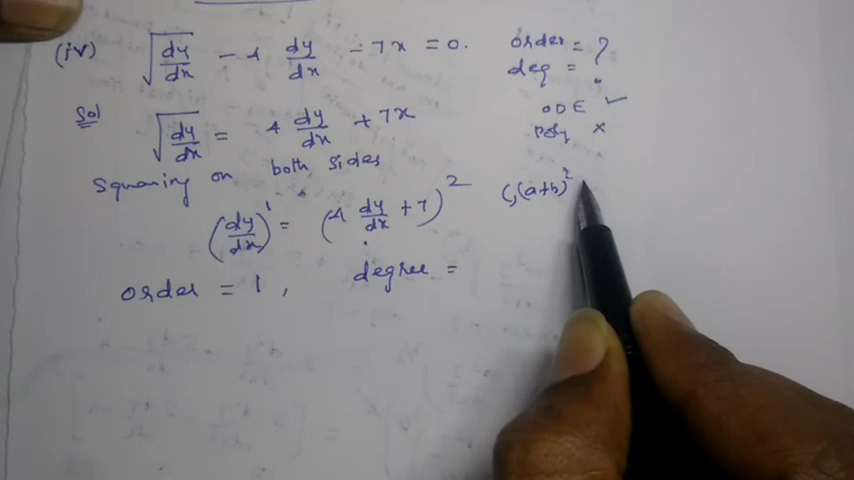 (iv) √dy/dx - 4 dy/dx - 7x = 0. order = ?
deg = ?
Sol √dy/dx = 4 dy/dx + 7x
ODE ✓
Poly ×
Squaring on both sides
(dy/dx)¹ = (4 dy/dx + 7)² (,(a+b)²
order = 1, degree =